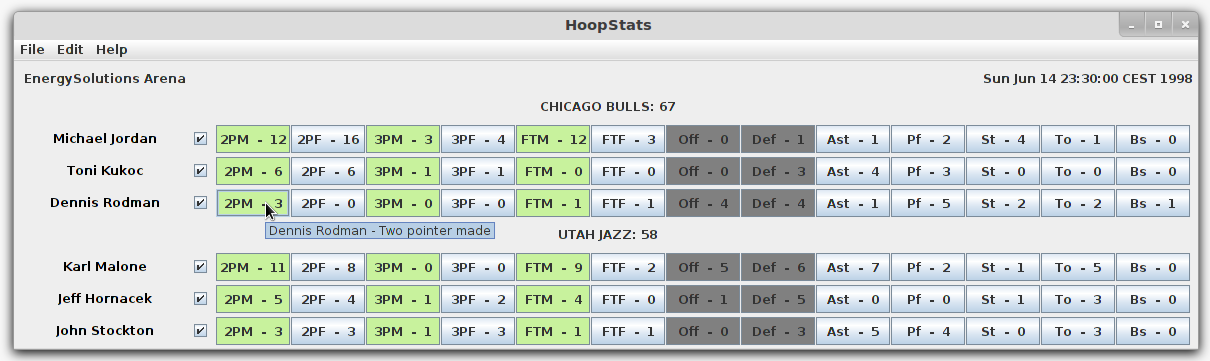 HoopStats
File Edit Help
EnergySolutions Arena Sun Jun 14 23:30:00 CEST 1998
CHICAGO BULLS: 67
Michael Jordan 2PM - 12 2PF - 16 3PM - 3 3PF - 4 FTM - 12 FTF - 3 Off - 0 Def - 1 Ast - 1 Pf - 2 St - 4 To - 1 Bs - 0
Toni Kukoc 2PM - 6 2PF - 6 3PM - 1 3PF - 1 FTM - 0 FTF - 0 Off - 0 Def - 3 Ast - 4 Pf - 3 St - 0 To - 0 Bs - 0
Dennis Rodman 2PM - 3 2PF - 0 3PM - 0 3PF - 0 FTM - 1 FTF - 1 Off - 4 Def - 4 Ast - 1 Pf - 5 St - 2 To - 2 Bs - 1
Dennis Rodman - Two pointer made
UTAH JAZZ: 58
Karl Malone 2PM - 11 2PF - 8 3PM - 0 3PF - 0 FTM - 9 FTF - 2 Off - 5 Def - 6 Ast - 7 Pf - 2 St - 1 To - 5 Bs - 0
Jeff Hornacek 2PM - 5 2PF - 4 3PM - 1 3PF - 2 FTM - 4 FTF - 0 Off - 1 Def - 5 Ast - 0 Pf - 0 St - 1 To - 3 Bs - 0
John Stockton 2PM - 3 2PF - 3 3PM - 1 3PF - 3 FTM - 1 FTF - 1 Off - 0 Def - 3 Ast - 5 Pf - 4 St - 0 To - 3 Bs - 0